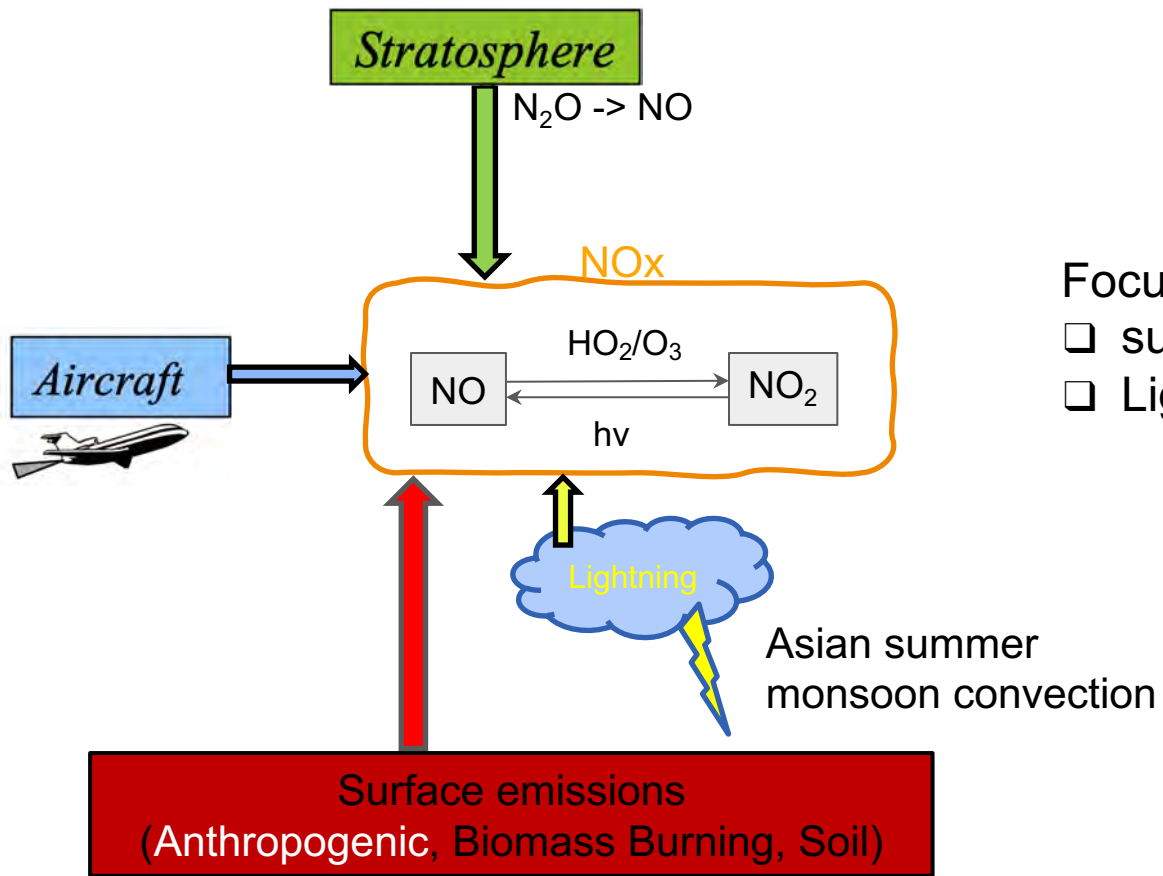 Stratosphere
N₂O -> NO
NOx
Focu
HO₂/O₃
❑ su
Aircraft
NO
NO₂
❑ Lig
hv
Lightning
Asian summer
monsoon convection
Surface emissions
(Anthropogenic, Biomass Burning, Soil)